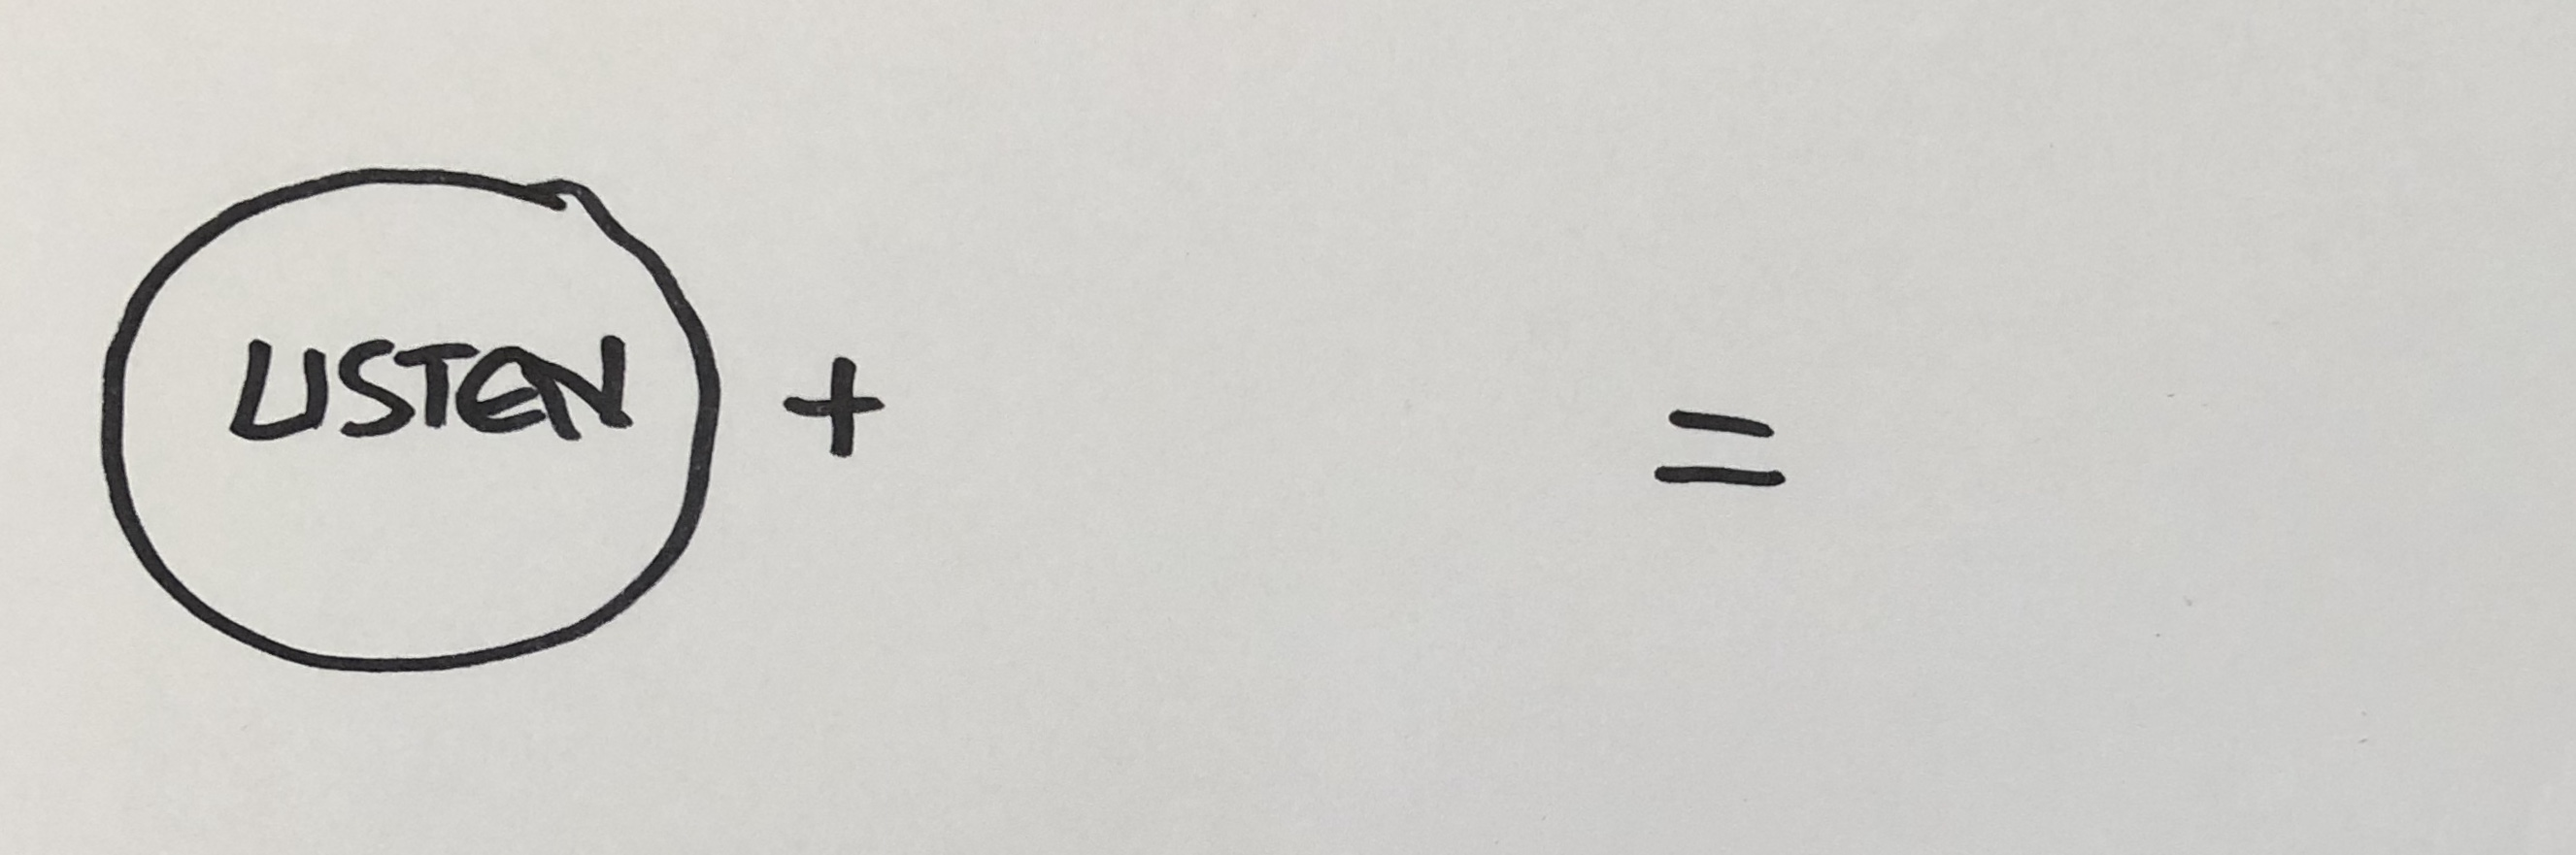 LISTEN + =